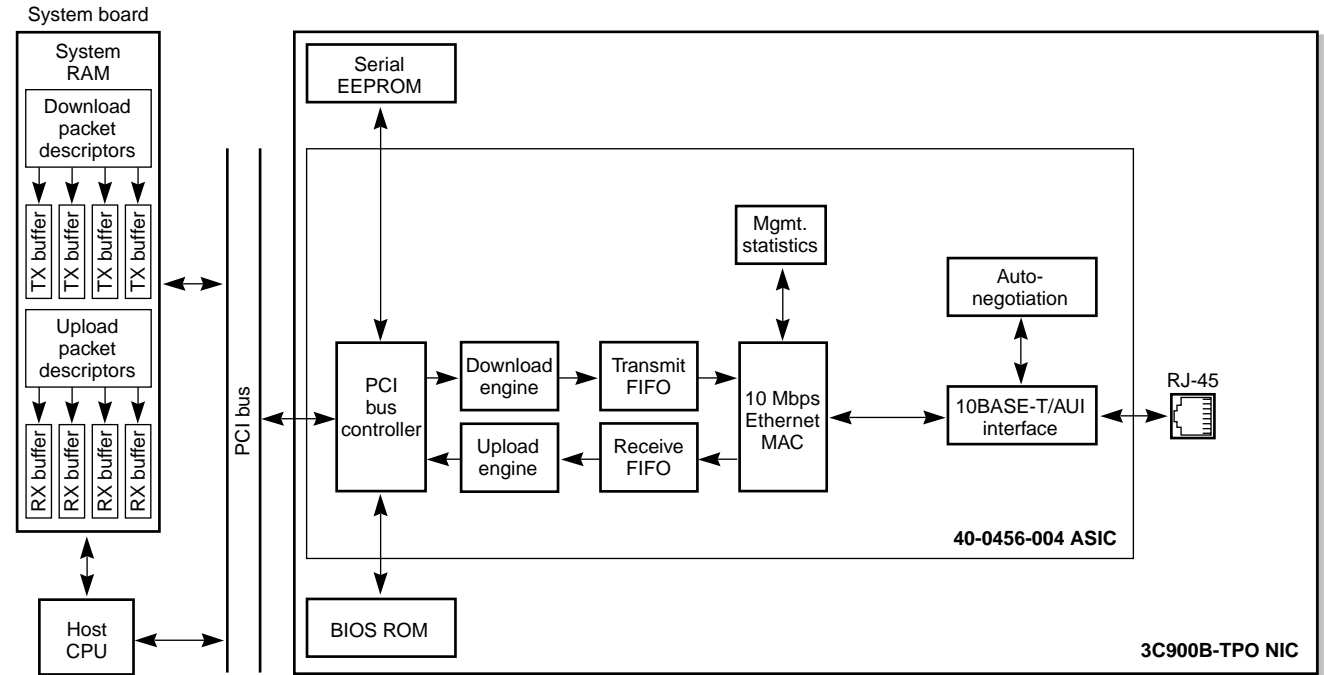 System board
System
RAM
Download
packet
descriptors
TX buffer
TX buffer
TX buffer
TX buffer
Upload
packet
descriptors
RX buffer
RX buffer
RX buffer
RX buffer
Host
CPU
PCI bus
Serial
EEPROM
PCI
bus
controller
Download
engine
Transmit
FIFO
Upload
engine
Receive
FIFO
Mgmt.
statistics
10 Mbps
Ethernet
MAC
Auto-
negotiation
10BASE-T/AUI
interface
RJ-45
40-0456-004 ASIC
BIOS ROM
3C900B-TPO NIC